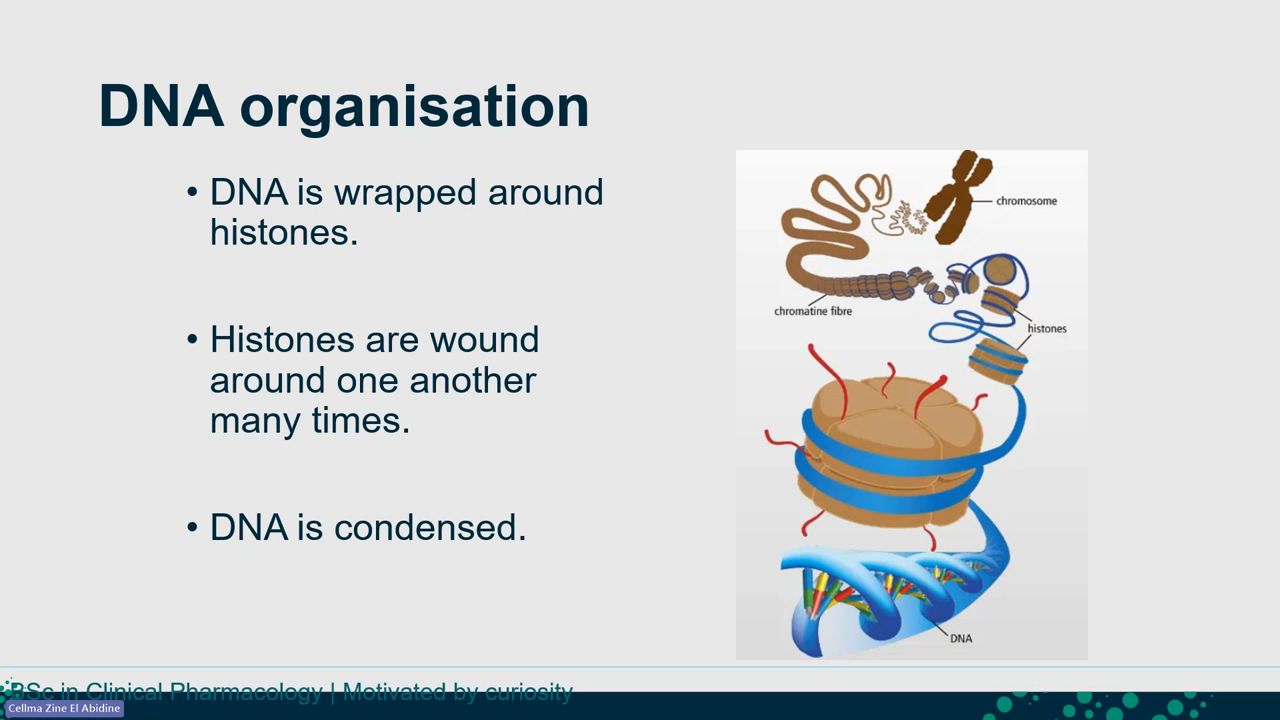 DNA organisation
• DNA is wrapped around
histones.
• Histones are wound
around one another
many times.
• DNA is condensed.
chromosome
chromatine fibre
histones
DNA
BSc in Clinical Pharmacology | Motivated by curiosity
Cellma Zine El Abidine